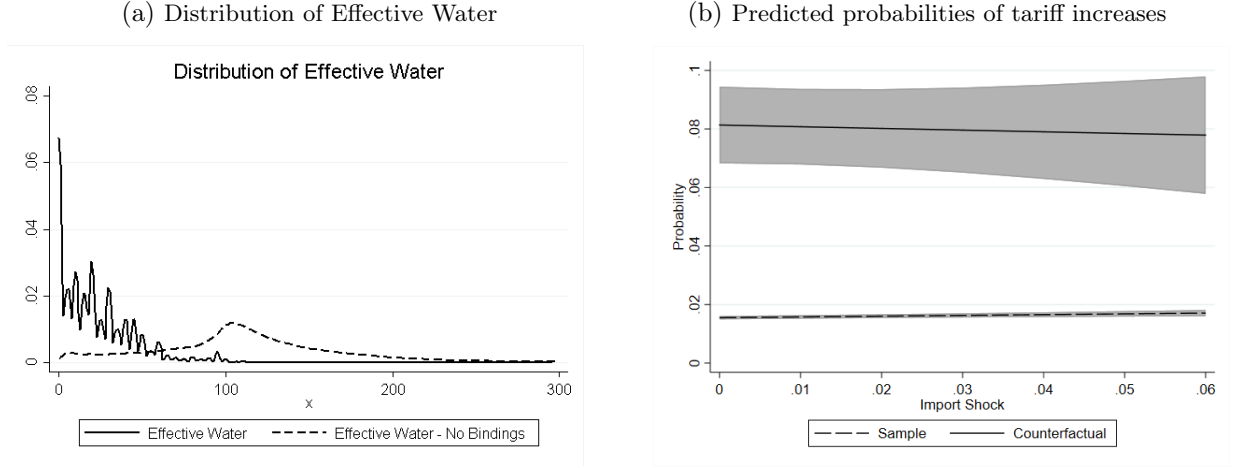 (a) Distribution of Effective Water
Distribution of Effective Water
.08
.06
.04
.02
0
0 100 200 300
x
Effective Water Effective Water - No Bindings
(b) Predicted probabilities of tariff increases
.1
.08
.06
.04
.02
0
Probability
0 .01 .02 .03 .04 .05 .06
Import Shock
Sample Counterfactual